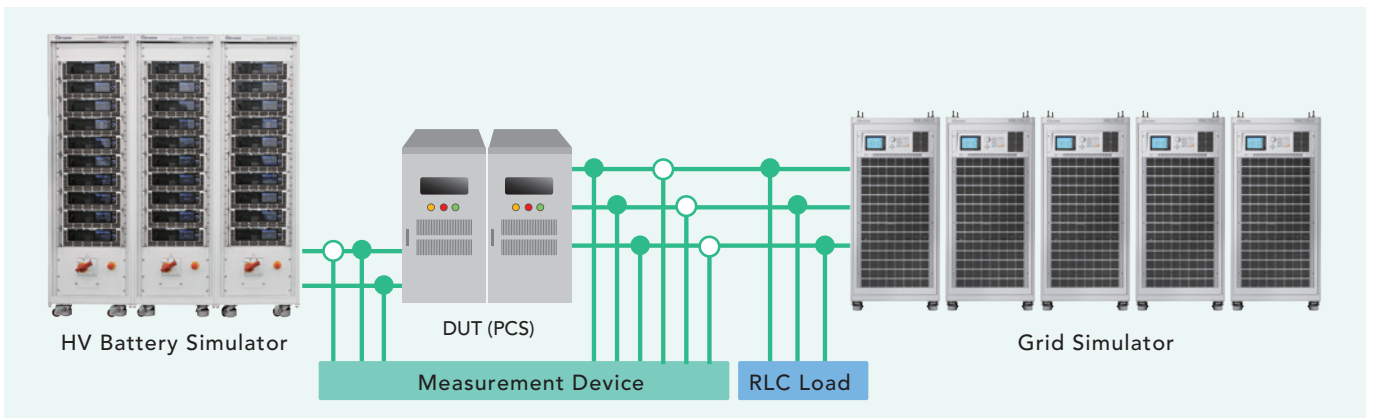 HV Battery Simulator
DUT (PCS)
Grid Simulator
Measurement Device
RLC Load